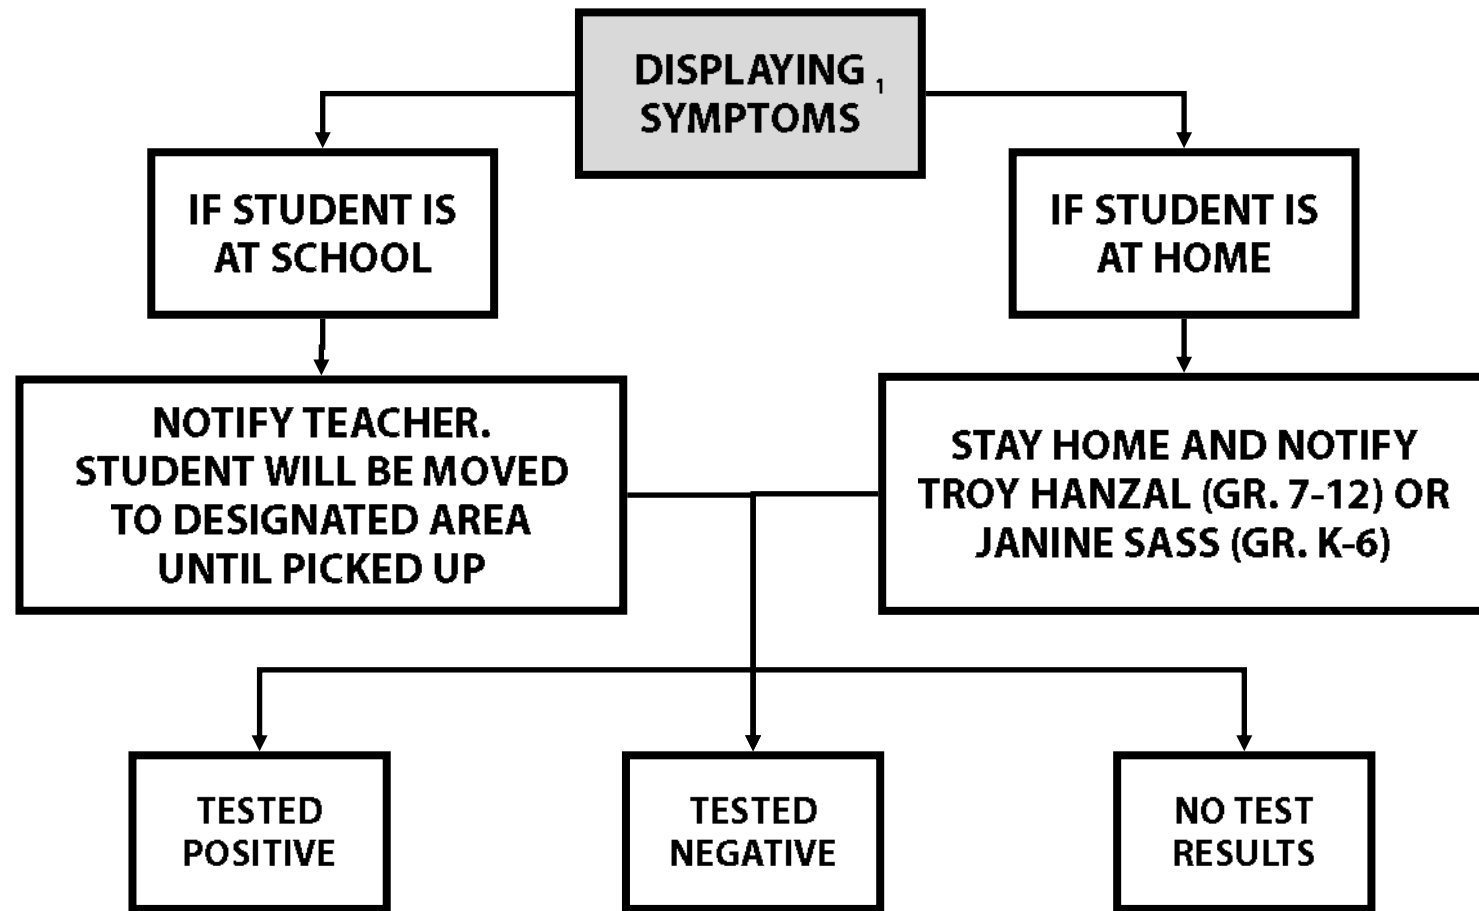 DISPLAYING 1
SYMPTOMS
IF STUDENT IS
AT SCHOOL
IF STUDENT IS
AT HOME
NOTIFY TEACHER.
STUDENT WILL BE MOVED
TO DESIGNATED AREA
UNTIL PICKED UP
STAY HOME AND NOTIFY
TROY HANZAL (GR. 7-12) OR
JANINE SASS (GR. K-6)
TESTED
POSITIVE
TESTED
NEGATIVE
NO TEST
RESULTS